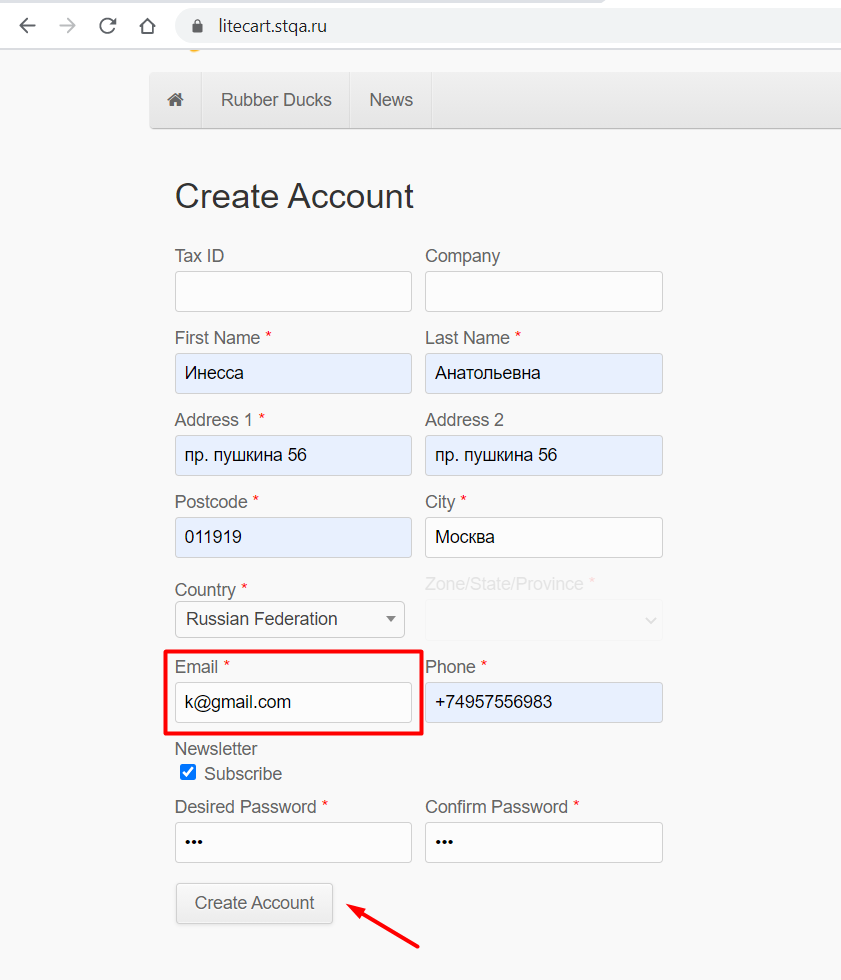 litecart.stqa.ru
Rubber Ducks News
Create Account
Tax ID Company
First Name * Last Name *
Инесса Анатольевна
Address 1 * Address 2
пр. пушкина 56 пр. пушкина 56
Postcode * City *
011919 Москва
Country * Zone/State/Province *
Russian Federation
Email * Phone *
k@gmail.com +74957556983
Newsletter
Subscribe
Desired Password * Confirm Password *
••• •••
Create Account